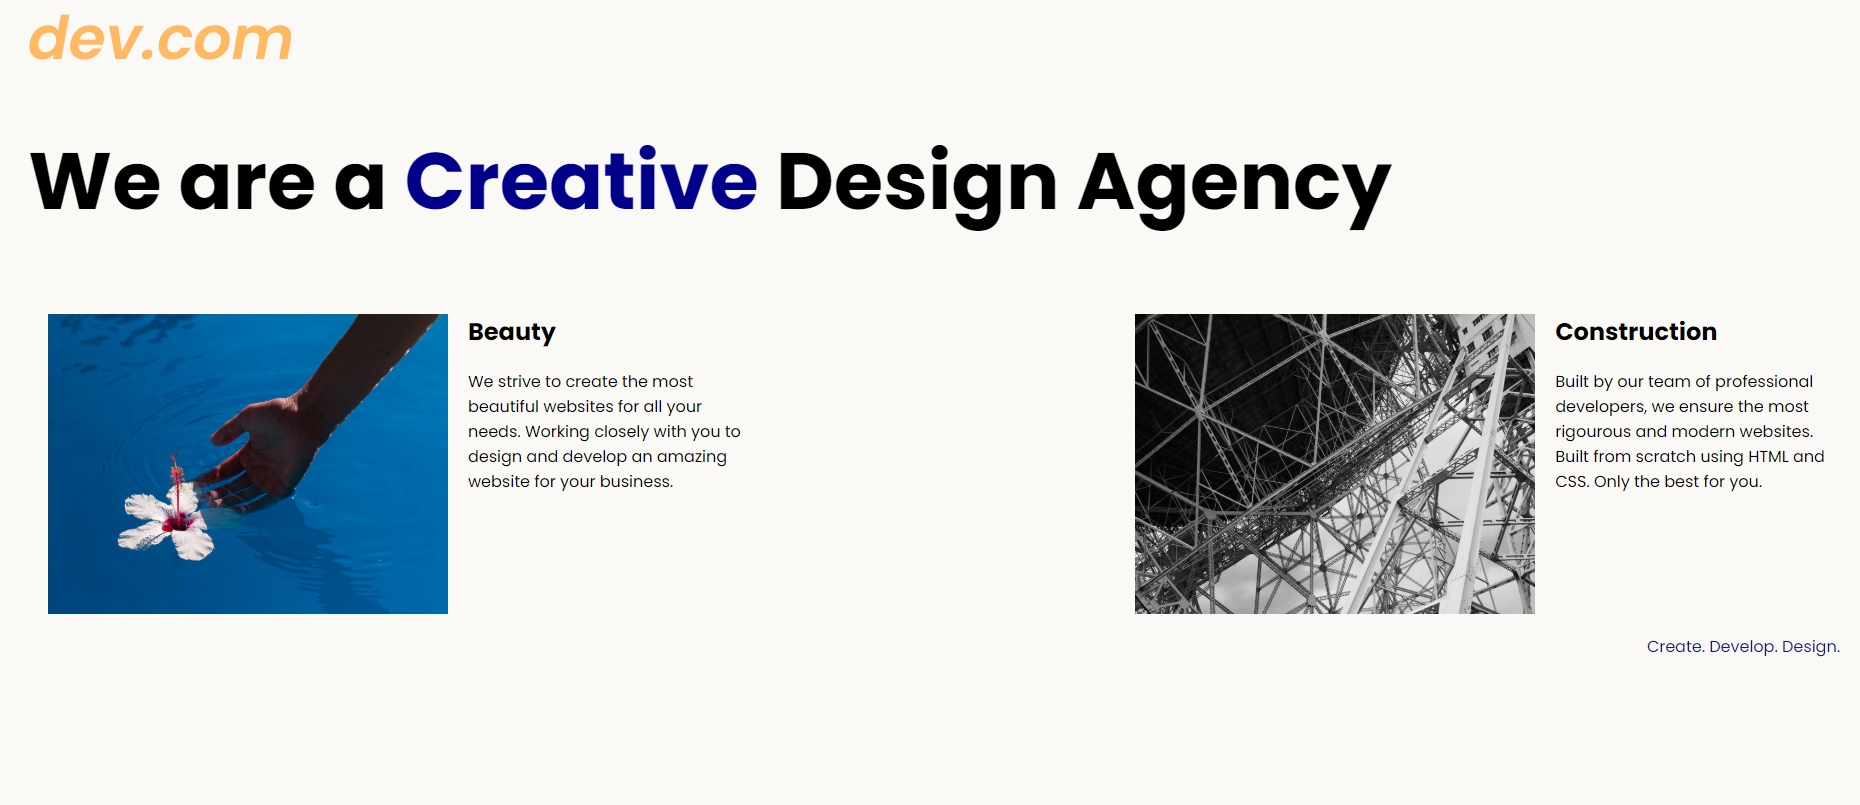 dev.com
We are a Creative Design Agency
Beauty
We strive to create the most
beautiful websites for all your
needs. Working closely with you to
design and develop an amazing
website for your business.
Construction
Built by our team of professional
developers, we ensure the most
rigourous and modern websites.
Built from scratch using HTML and
CSS. Only the best for you.
Create. Develop. Design.